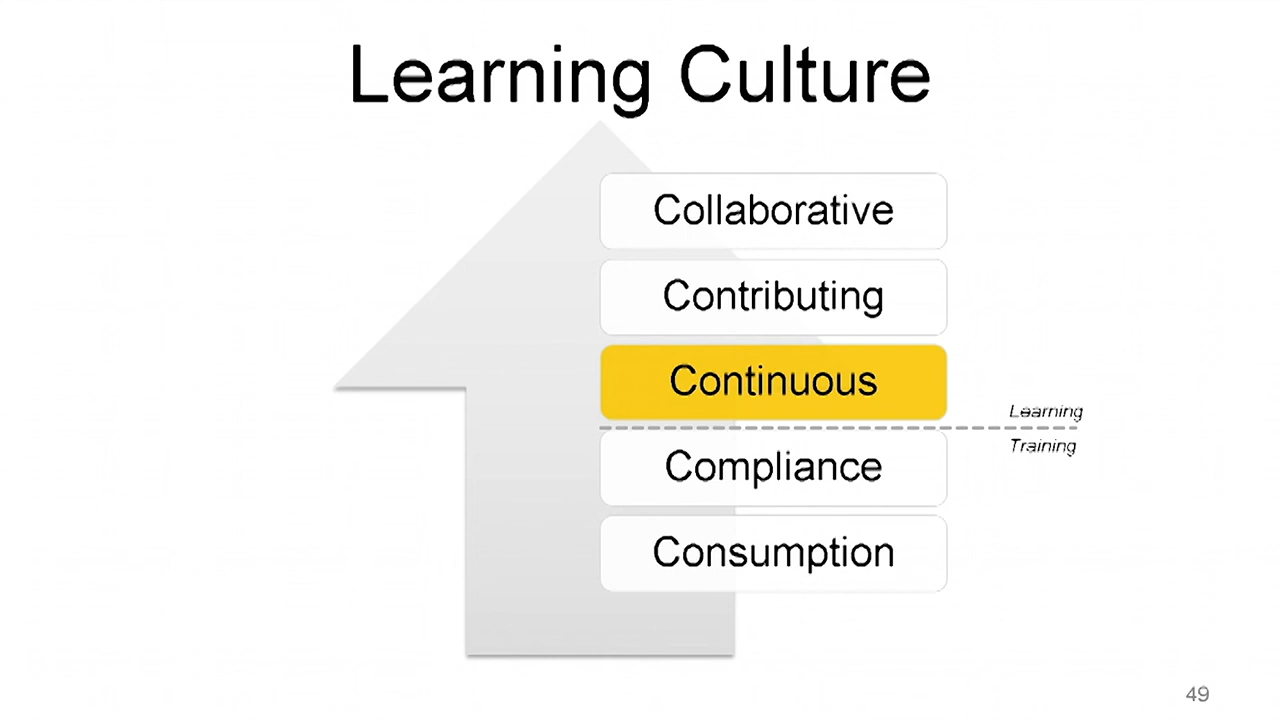 Learning Culture
Collaborative
Contributing
Continuous
Learning
Training
Compliance
Consumption
49